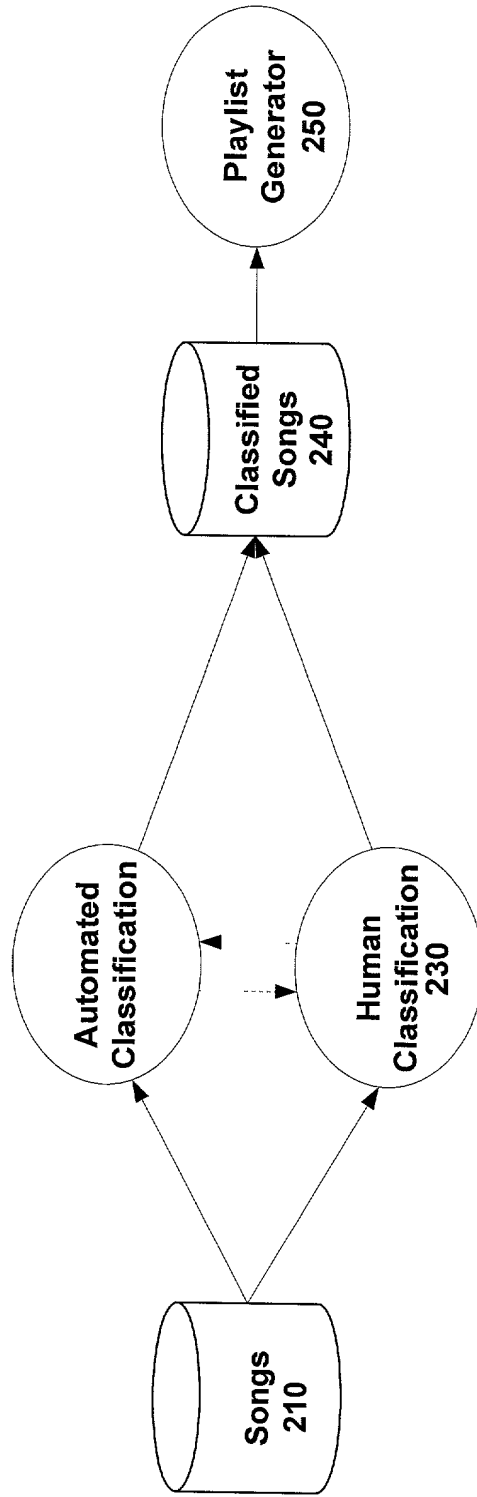 Songs
210
Automated
Classification
Human
Classification
230
Classified
Songs
240
Playlist
Generator
250